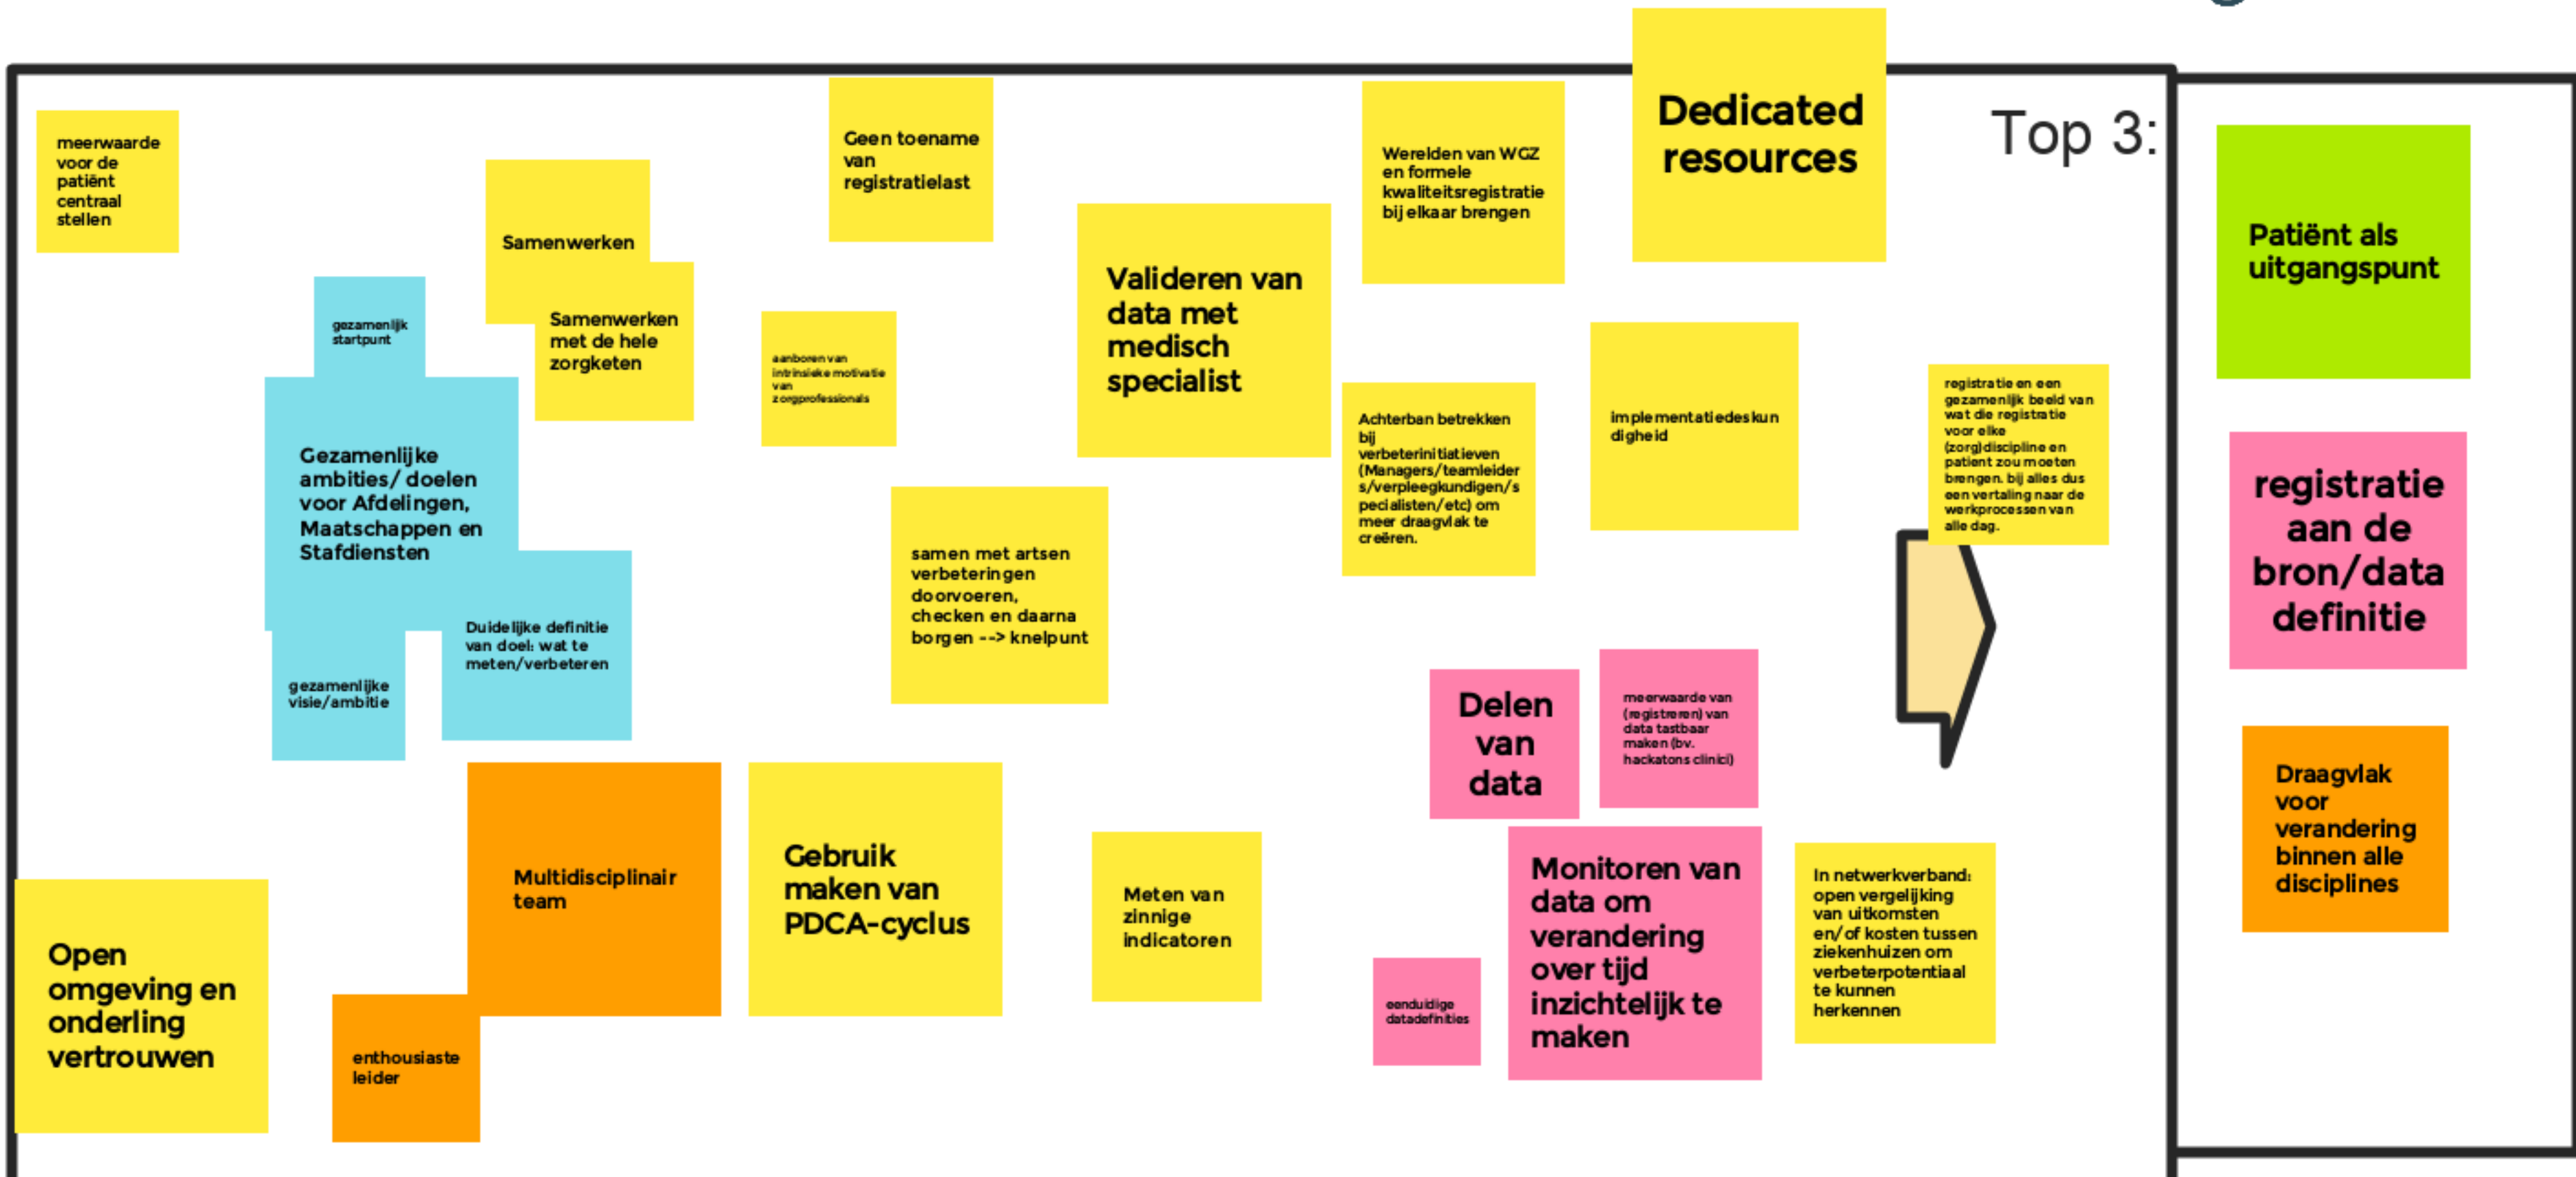 meerwaarde
voor de
patiënt
centraal
stellen
Samenwerken
Samenwerken
met de hele
zorgketen
Geen toename
van
registratielast
Werelden van WGZ
en formele
kwaliteitsregistratie
bij elkaar brengen
Dedicated
resources
Top 3:
gezamenlijk
startpunt
Gezamenlijke
ambities/ doelen
voor Afdelingen,
Maatschappen en
Stafdiensten
gezamenlijke
visie/ambitie
Duidelijke definitie
van doel: wat te
meten/verbeteren
aanboren van
intrinsieke motivatie
van
zorgprofessionals
Valideren van
data met
medisch
specialist
Achterban betrekken
bij
verbeterinitiatieven
(Managers/teamleider
s/verpleegkundigen/s
pecialisten/etc) om
meer draagvlak te
creëren.
implementatiedeskun
digheid
registratie en een
gezamenlijk beeld van
wat die registratie
voor elke
(zorg)discipline en
patient zou moeten
brengen. bij alles dus
een vertaling naar de
werkprocessen van
alle dag.
samen met artsen
verbeteringen
doorvoeren,
checken en daarna
borgen --> knelpunt
Delen
van
data
meerwaarde van
(registreren) van
data tastbaar
maken (bv.
hackatons clinici)
Multidisciplinair
team
Gebruik
maken van
PDCA-cyclus
Meten van
zinnige
indicatoren
Monitoren van
data om
verandering
over tijd
inzichtelijk te
maken
In netwerkverband:
open vergelijking
van uitkomsten
en/of kosten tussen
ziekenhuizen om
verbeterpotentiaal
te kunnen
herkennen
Open
omgeving en
onderling
vertrouwen
enthousiaste
leider
eenduidige
datadefinities
Patiënt als
uitgangspunt
registratie
aan de
bron/data
definitie
Draagvlak
voor
verandering
binnen alle
disciplines